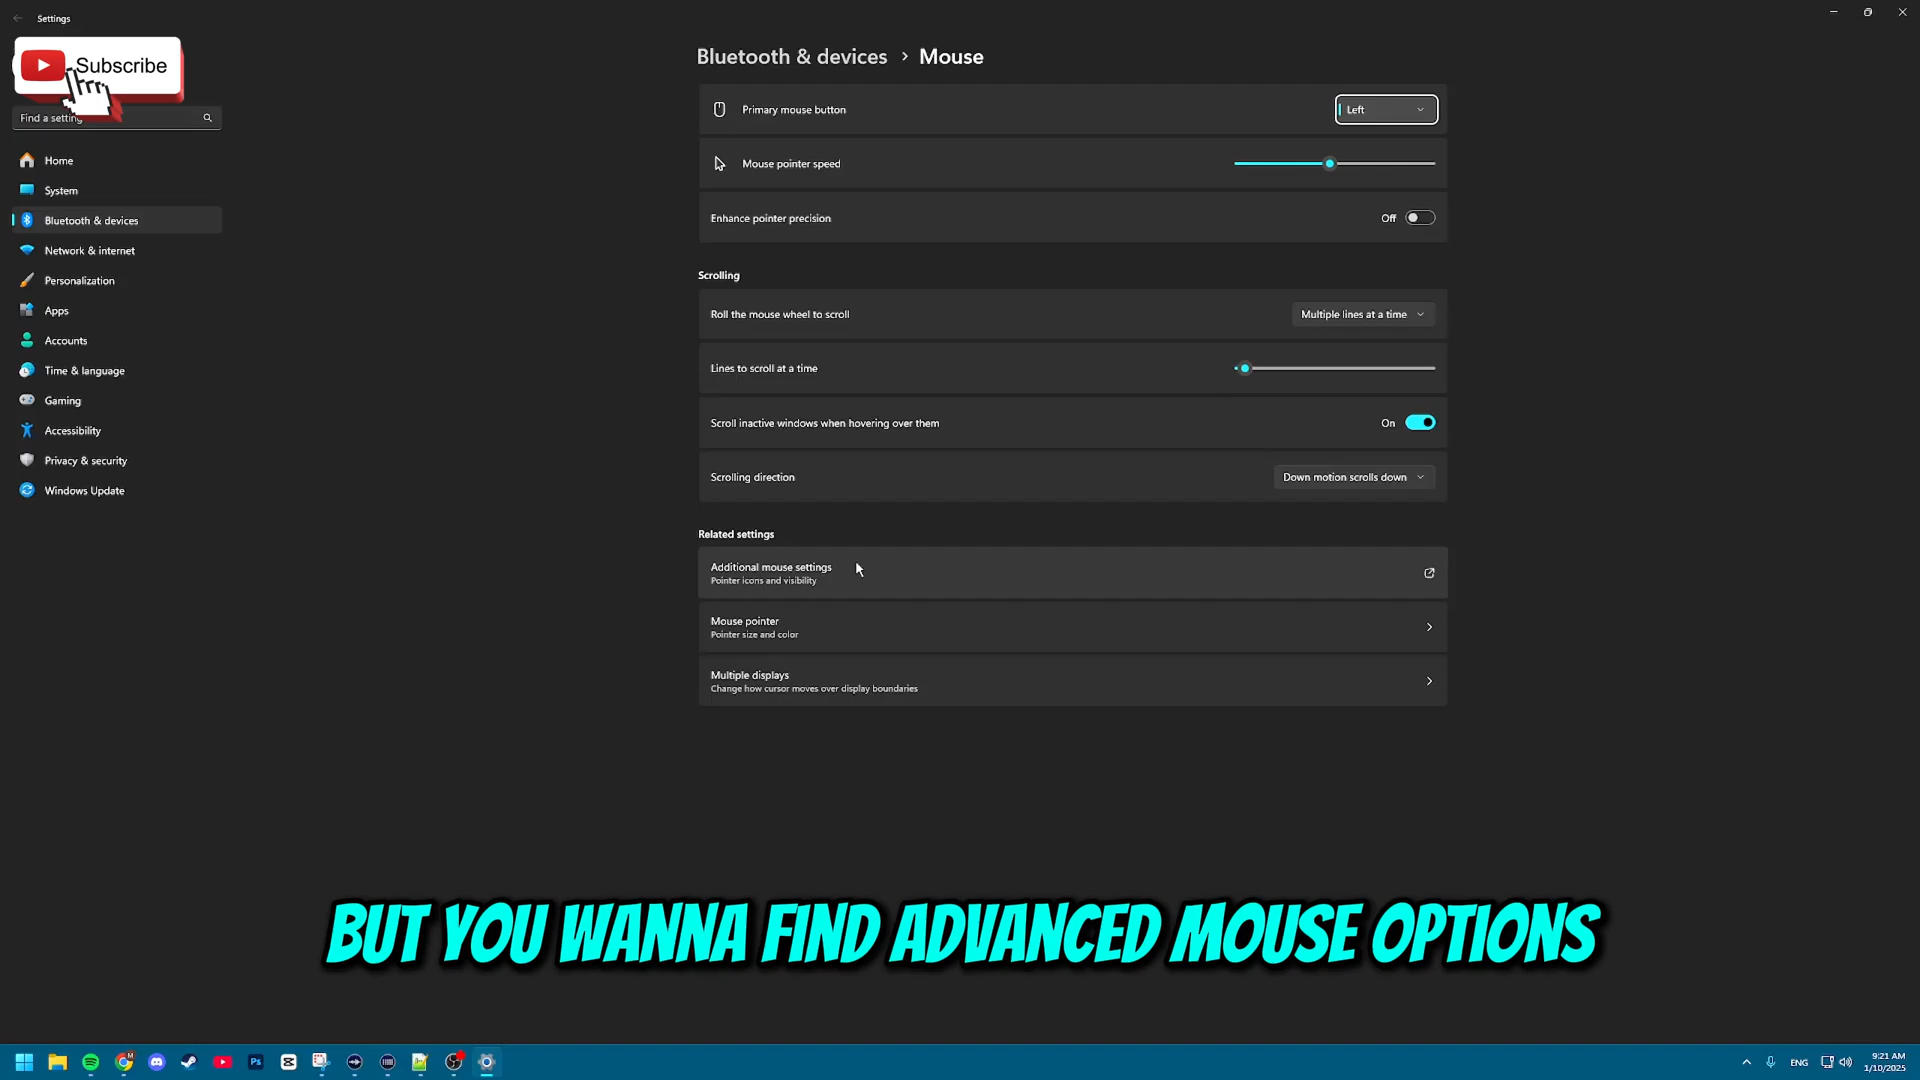 Settings
Subscribe
Find a setting
Home
System
Bluetooth & devices
Network & internet
Personalization
Apps
Accounts
Time & language
Gaming
Accessibility
Privacy & security
Windows Update
Bluetooth & devices › Mouse
Primary mouse button Left
Mouse pointer speed
Enhance pointer precision Off
Scrolling
Roll the mouse wheel to scroll Multiple lines at a time
Lines to scroll at a time
Scroll inactive windows when hovering over them On
Scrolling direction Down motion scrolls down
Related settings
Additional mouse settings
Pointer icons and visibility
Mouse pointer
Pointer size and color
Multiple displays
Change how cursor moves over display boundaries
BUT YOU WANNA FIND ADVANCED MOUSE OPTIONS
Ps
M
ENG
9:21 AM
1/10/2025